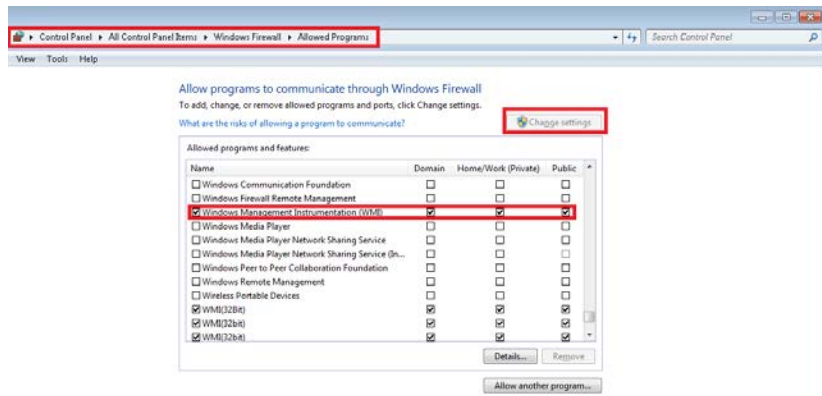 Control Panel ▸ All Control Panel Items ▸ Windows Firewall ▸ Allowed Programs
Search Control Panel
View Tools Help
Allow programs to communicate through Windows Firewall
To add, change, or remove allowed programs and ports, click Change settings.
What are the risks of allowing a program to communicate?
Change settings
Allowed programs and features:
Name Domain Home/Work (Private) Public
Windows Communication Foundation
Windows Firewall Remote Management
Windows Management Instrumentation (WMI)
Windows Media Player
Windows Media Player Network Sharing Service
Windows Media Player Network Sharing Service (In...
Windows Peer to Peer Collaboration Foundation
Windows Remote Management
Wireless Portable Devices
WMI(32Bit)
WMI(32bit)
WMI(32bit)
Details... Remove
Allow another program...